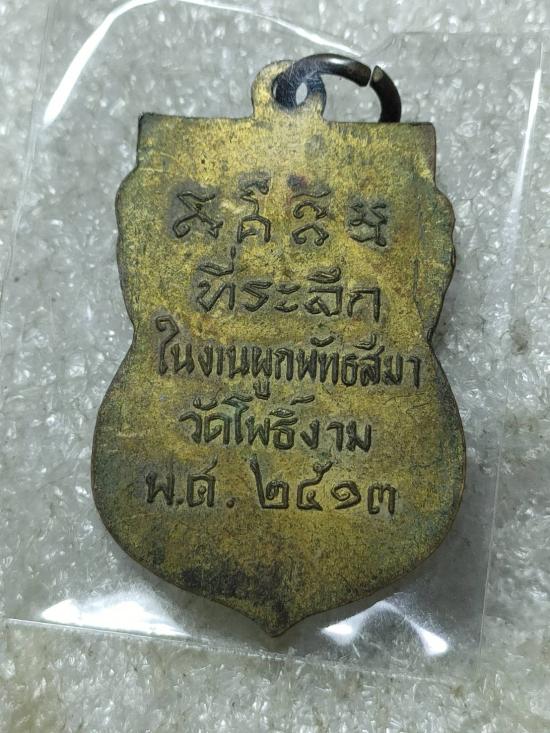 ที่ระลึก
ในงานผูกพัทธสีมา
วัดโพธิ์งาม
พ.ศ. ๒๕๑๓